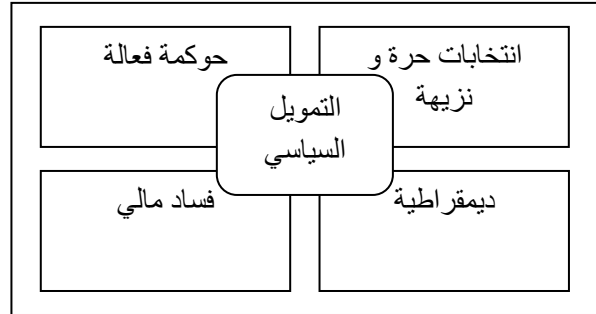 انتخابات حرة و
نزيهة
حوكمة فعالة
التمويل
السياسي
ديمقراطية
فساد مالي